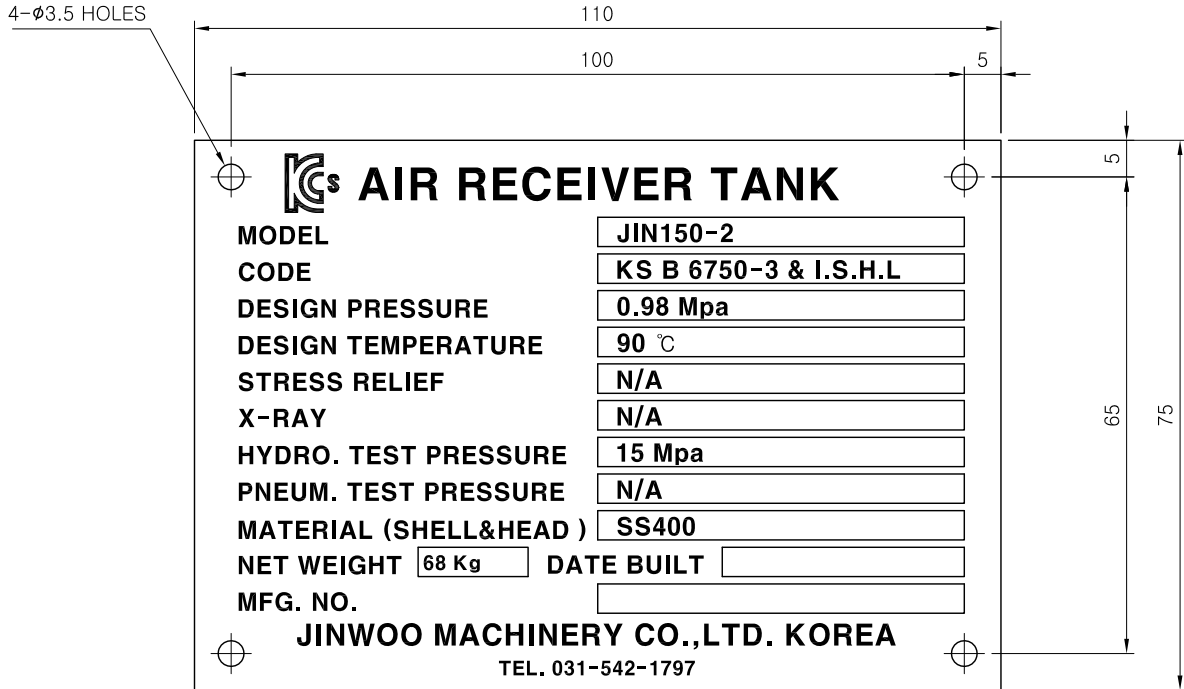 4-Φ3.5 HOLES
110
100
5
5
65
75
KCs AIR RECEIVER TANK
MODEL JIN150-2
CODE KS B 6750-3 & I.S.H.L
DESIGN PRESSURE 0.98 Mpa
DESIGN TEMPERATURE 90 ℃
STRESS RELIEF N/A
X-RAY N/A
HYDRO. TEST PRESSURE 15 Mpa
PNEUM. TEST PRESSURE N/A
MATERIAL (SHELL&HEAD ) SS400
NET WEIGHT 68 Kg DATE BUILT
MFG. NO.
JINWOO MACHINERY CO.,LTD. KOREA
TEL. 031-542-1797